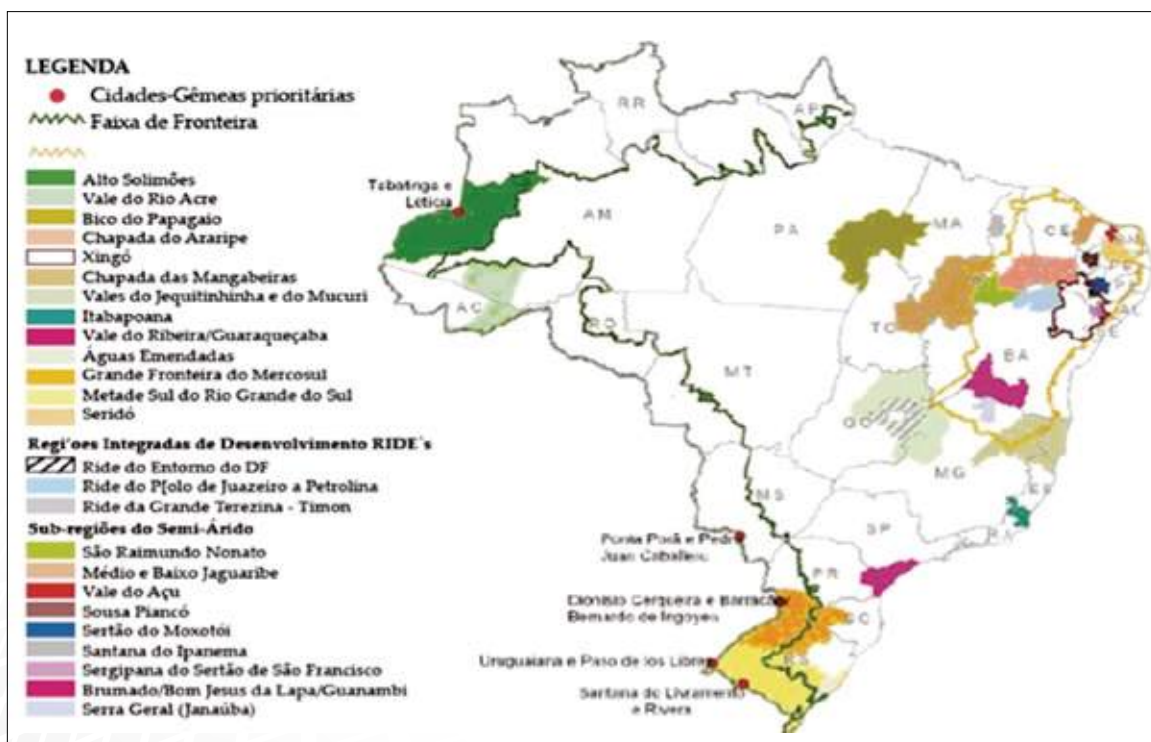 LEGENDA
Cidades-Gêmeas prioritárias
Faixa de Fronteira
Alto Solimões
Vale do Rio Acre
Bico do Papagaio
Chapada do Araripe
Xingó
Chapada das Mangabeiras
Vales do Jequitinhinha e do Mucuri
Itabapoana
Vale do Ribeira/Guaraqueçaba
Águas Emendadas
Grande Fronteira do Mercosul
Metade Sul do Rio Grande do Sul
Seridó
Regi'oes Integradas de Desenvolvimento RIDE's
Ride do Entorno do DF
Ride do P[olo de Juazeiro a Petrolina
Ride da Grande Terezina - Timon
Sub-regiões do Semi-Árido
São Raimundo Nonato
Médio e Baixo Jaguaribe
Vale do Açu
Sousa Piancó
Sertão do Moxotói
Santana do Ipanema
Sergipana do Sertão de São Francisco
Brumado/Bom Jesus da Lapa/Guanambi
Serra Geral (Janaúba)
RR
AP
Tabatinga e
Letícia
AM
PA
MA
CE
RN
AC
RO
TO
AL
SE
BA
MT
GO
MG
ES
MS
SP
RJ
Ponta Porã e Pedro
Juan Caballero
PR
Dionísio Cerqueira e Barracão
Bernardo de Irigoyen
SC
Uruguaiana e Paso de los Libres
RS
Santana do Livramento
e Rivera